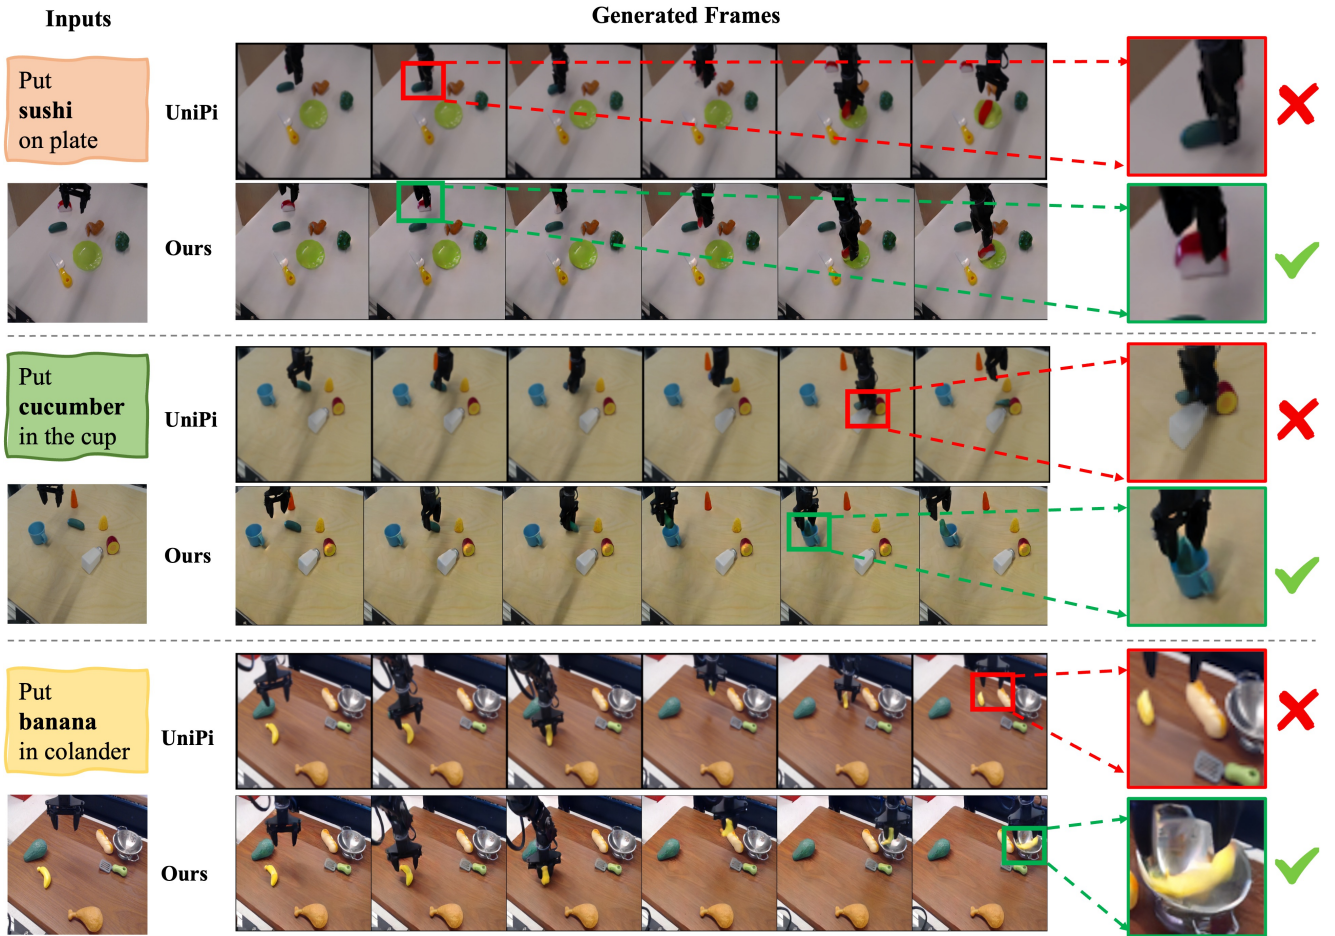 Inputs
Generated Frames
Put
sushi
on plate
UniPi
Ours
Put
cucumber
in the cup
UniPi
Ours
Put
banana
in colander
UniPi
Ours